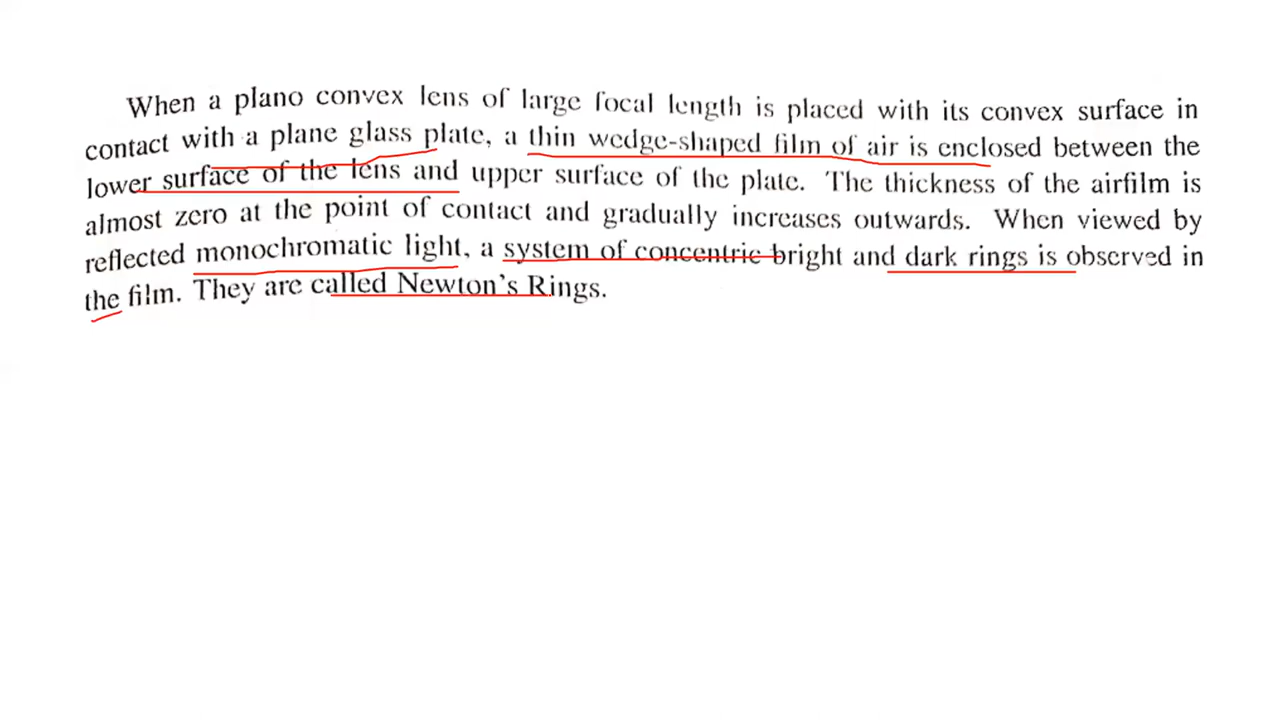 When a plano convex lens of large focal length is placed with its convex surface in
contact with a plane glass plate, a thin wedge-shaped film of air is enclosed between the
lower surface of the lens and upper surface of the plate. The thickness of the airfilm is
almost zero at the point of contact and gradually increases outwards. When viewed by
reflected monochromatic light, a system of concentric bright and dark rings is observed in
the film. They are called Newton's Rings.